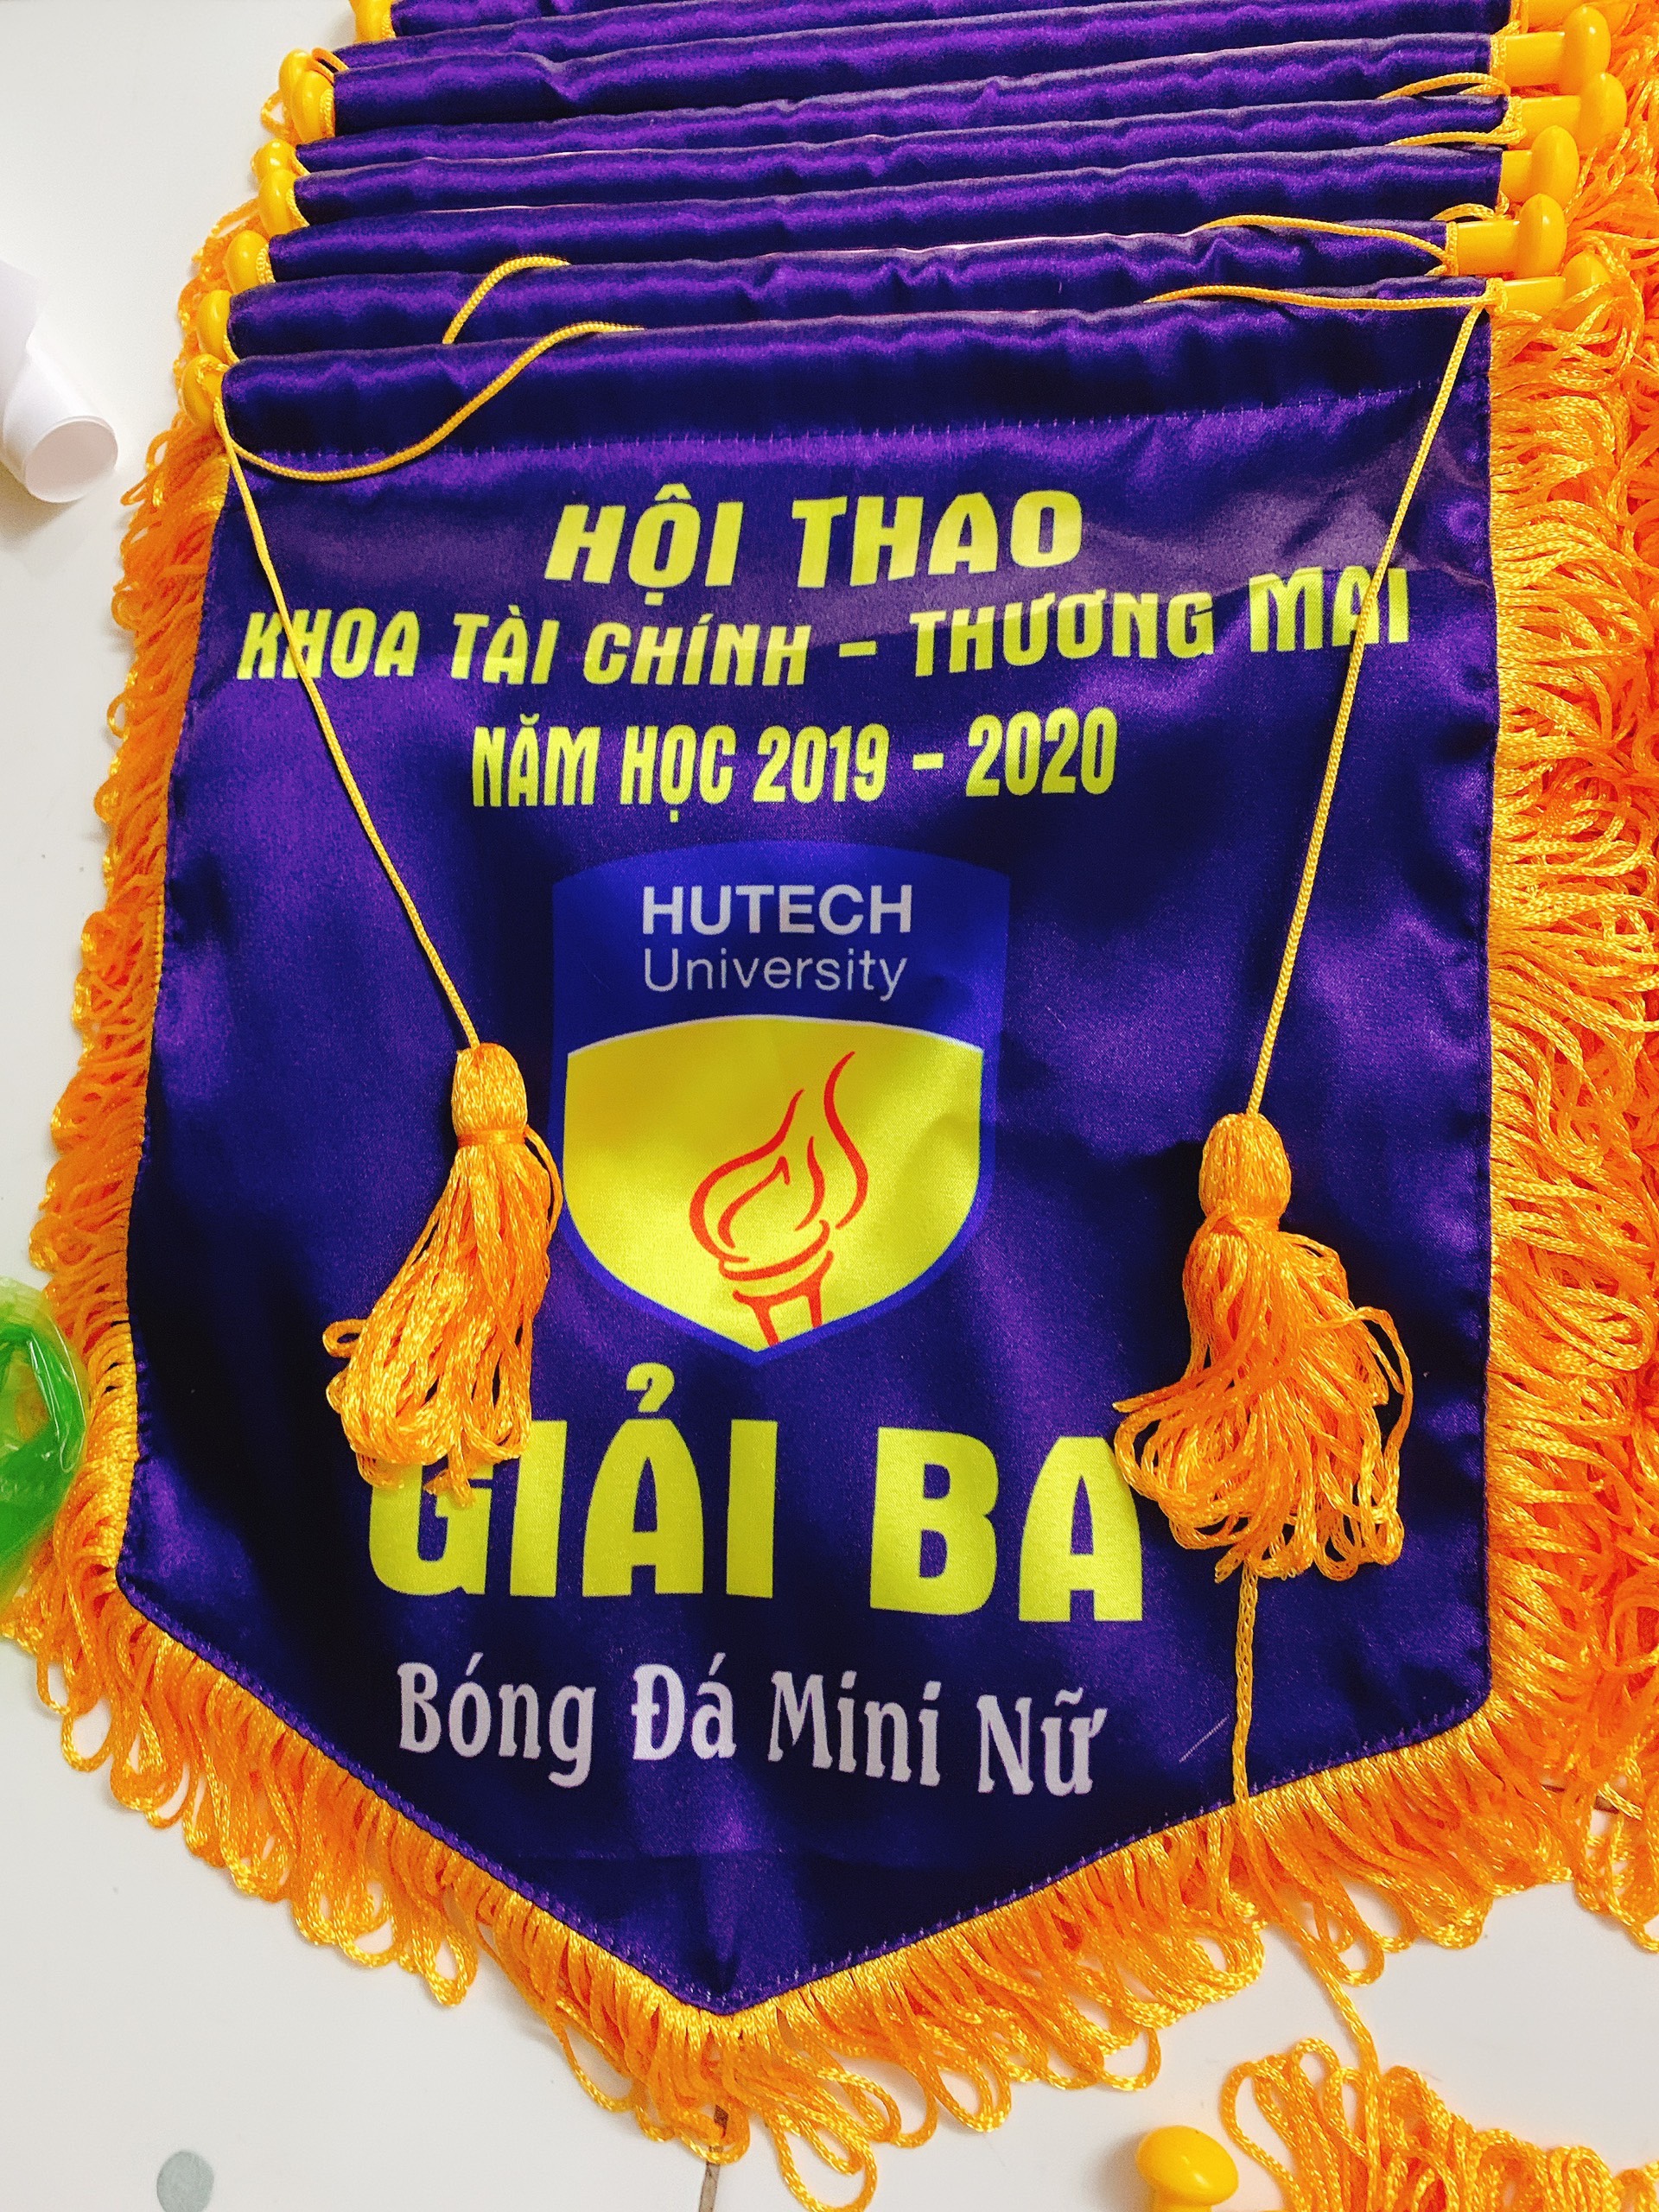 HỘI THAO
KHOA TÀI CHÍNH - THƯƠNG MẠI
NĂM HỌC 2019 - 2020
HUTECH
University
GIẢI BA
Bóng Đá Mini Nữ